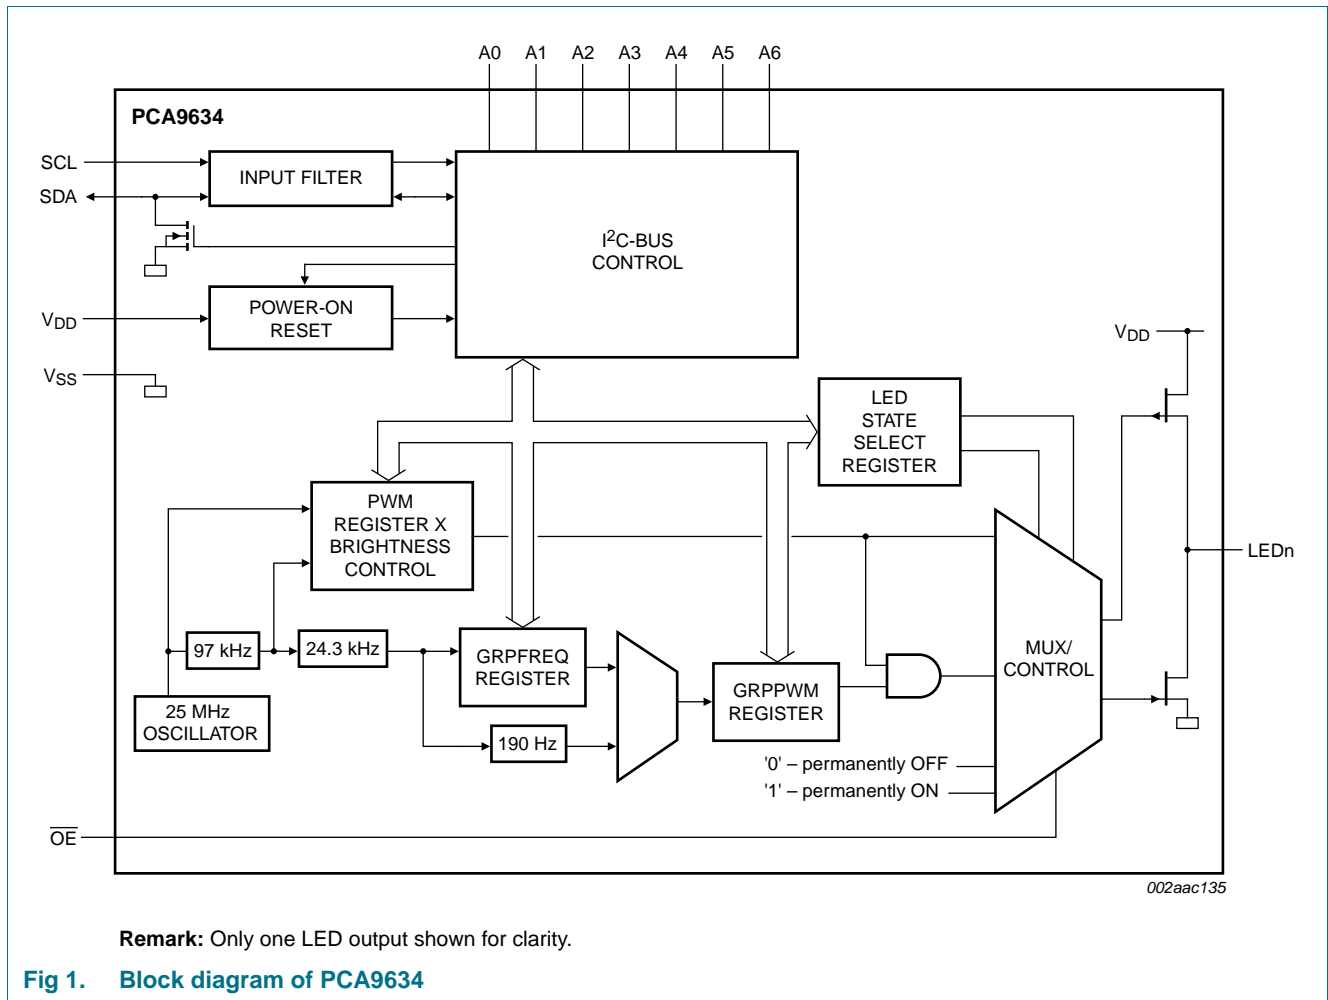 A0 A1 A2 A3 A4 A5 A6
PCA9634
SCL
INPUT FILTER
SDA
I2C-BUS
CONTROL
POWER-ON
RESET
VDD
VSS
VDD
LED
STATE
SELECT
REGISTER
PWM
REGISTER X
BRIGHTNESS
CONTROL
LEDn
97 kHz
24.3 kHz
GRPFREQ
REGISTER
MUX/
CONTROL
GRPPWM
REGISTER
25 MHz
OSCILLATOR
190 Hz
'0' – permanently OFF
'1' – permanently ON
OE
002aac135
Remark: Only one LED output shown for clarity.
Fig 1. Block diagram of PCA9634